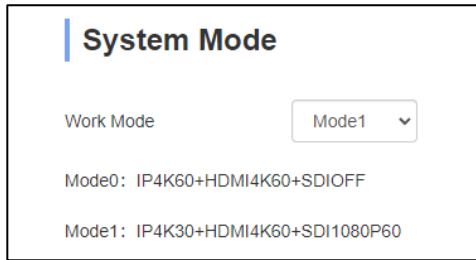 System Mode
Work Mode Mode1
Mode0: IP4K60+HDMI4K60+SDIOFF
Mode1: IP4K30+HDMI4K60+SDI1080P60